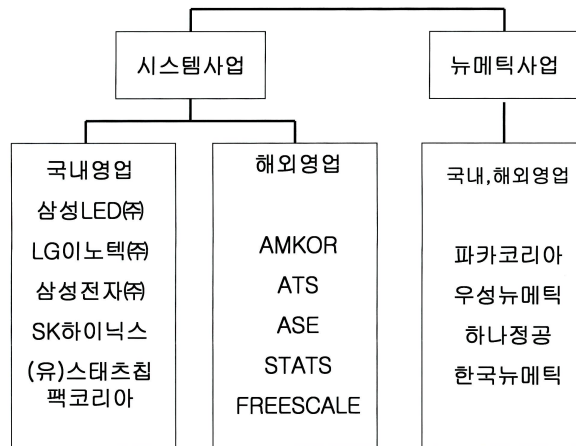 시스템사업
뉴메틱사업
국내영업
삼성LED㈜
LG이노텍㈜
삼성전자㈜
SK하이닉스
(유)스태츠칩
팩코리아
해외영업
AMKOR
ATS
ASE
STATS
FREESCALE
국내,해외영업
파카코리아
우성뉴메틱
하나정공
한국뉴메틱